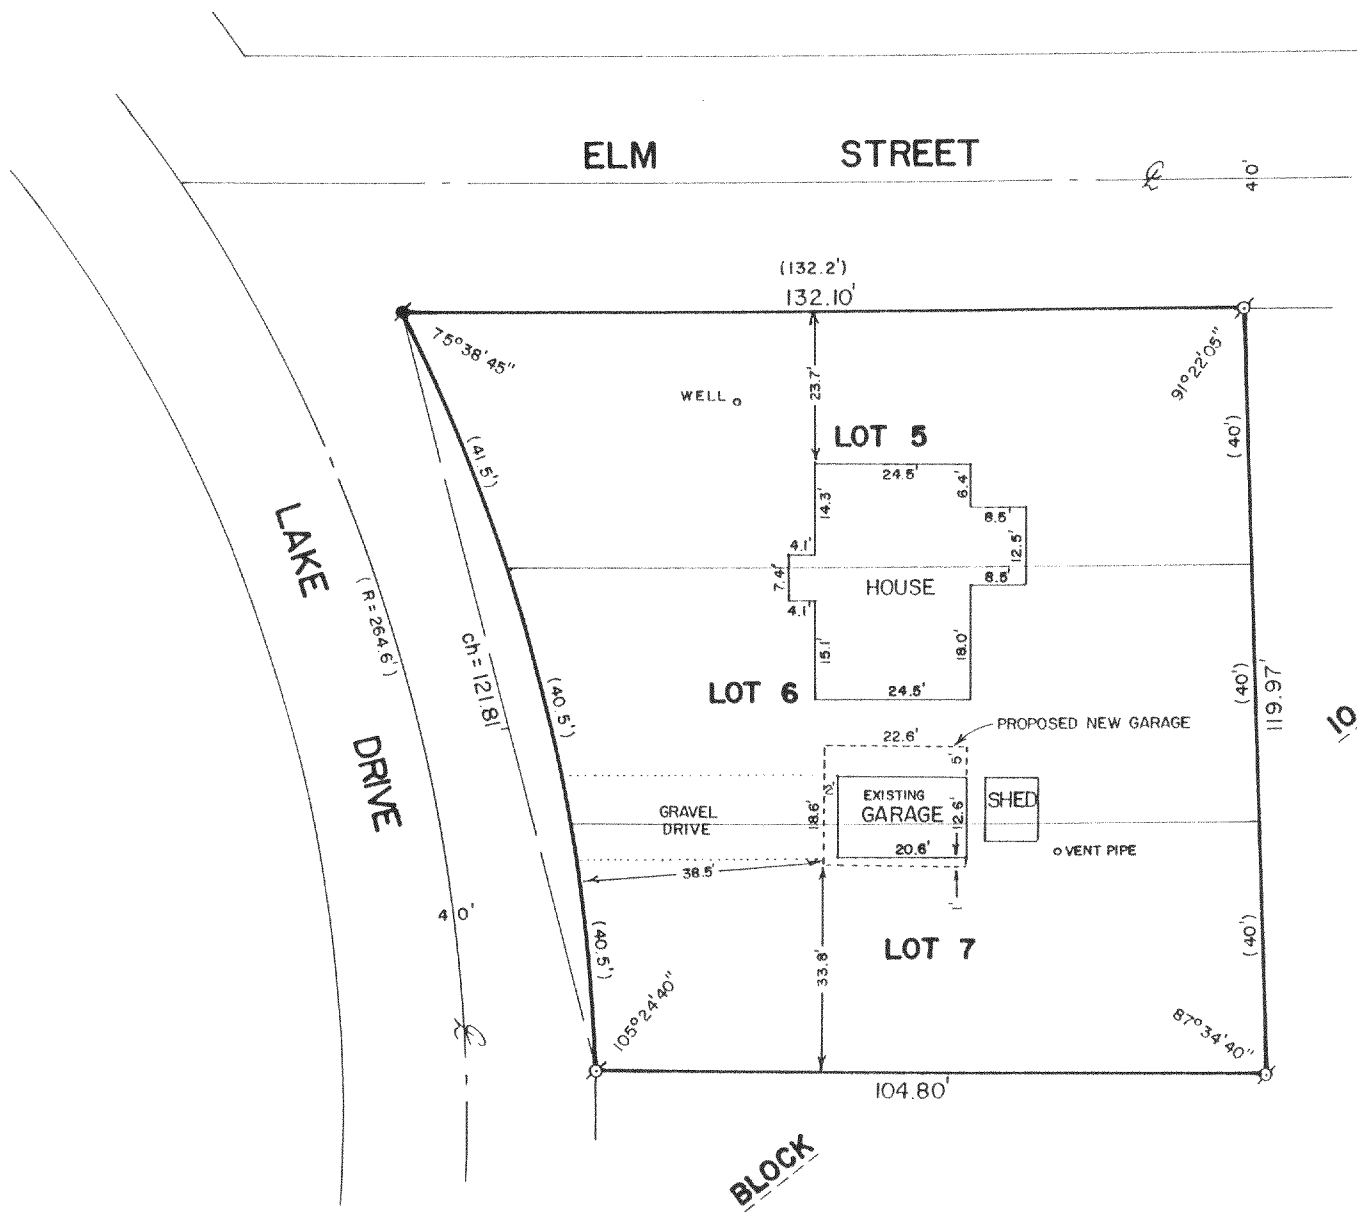 ELM STREET
40'
(132.2')
132.10'
75°38'45"
91°22'05"
WELL
23.7'
LOT 5
(40')
(41.5')
24.5'
6.4'
14.3'
8.5'
12.5'
4.1'
7.4'
HOUSE
8.5'
4.1'
LAKE DRIVE
(R=264.6')
ch=121.81'
15.1'
18.0'
(40')
119.97'
LOT 6
24.5'
(40.5')
10
PROPOSED NEW GARAGE
22.6'
5'
2'
EXISTING
GARAGE
SHED
GRAVEL
DRIVE
18.6'
12.6'
20.6'
VENT PIPE
38.5'
1'
40'
(40.5')
33.8'
LOT 7
(40')
105°24'40"
87°34'40"
104.80'
BLOCK